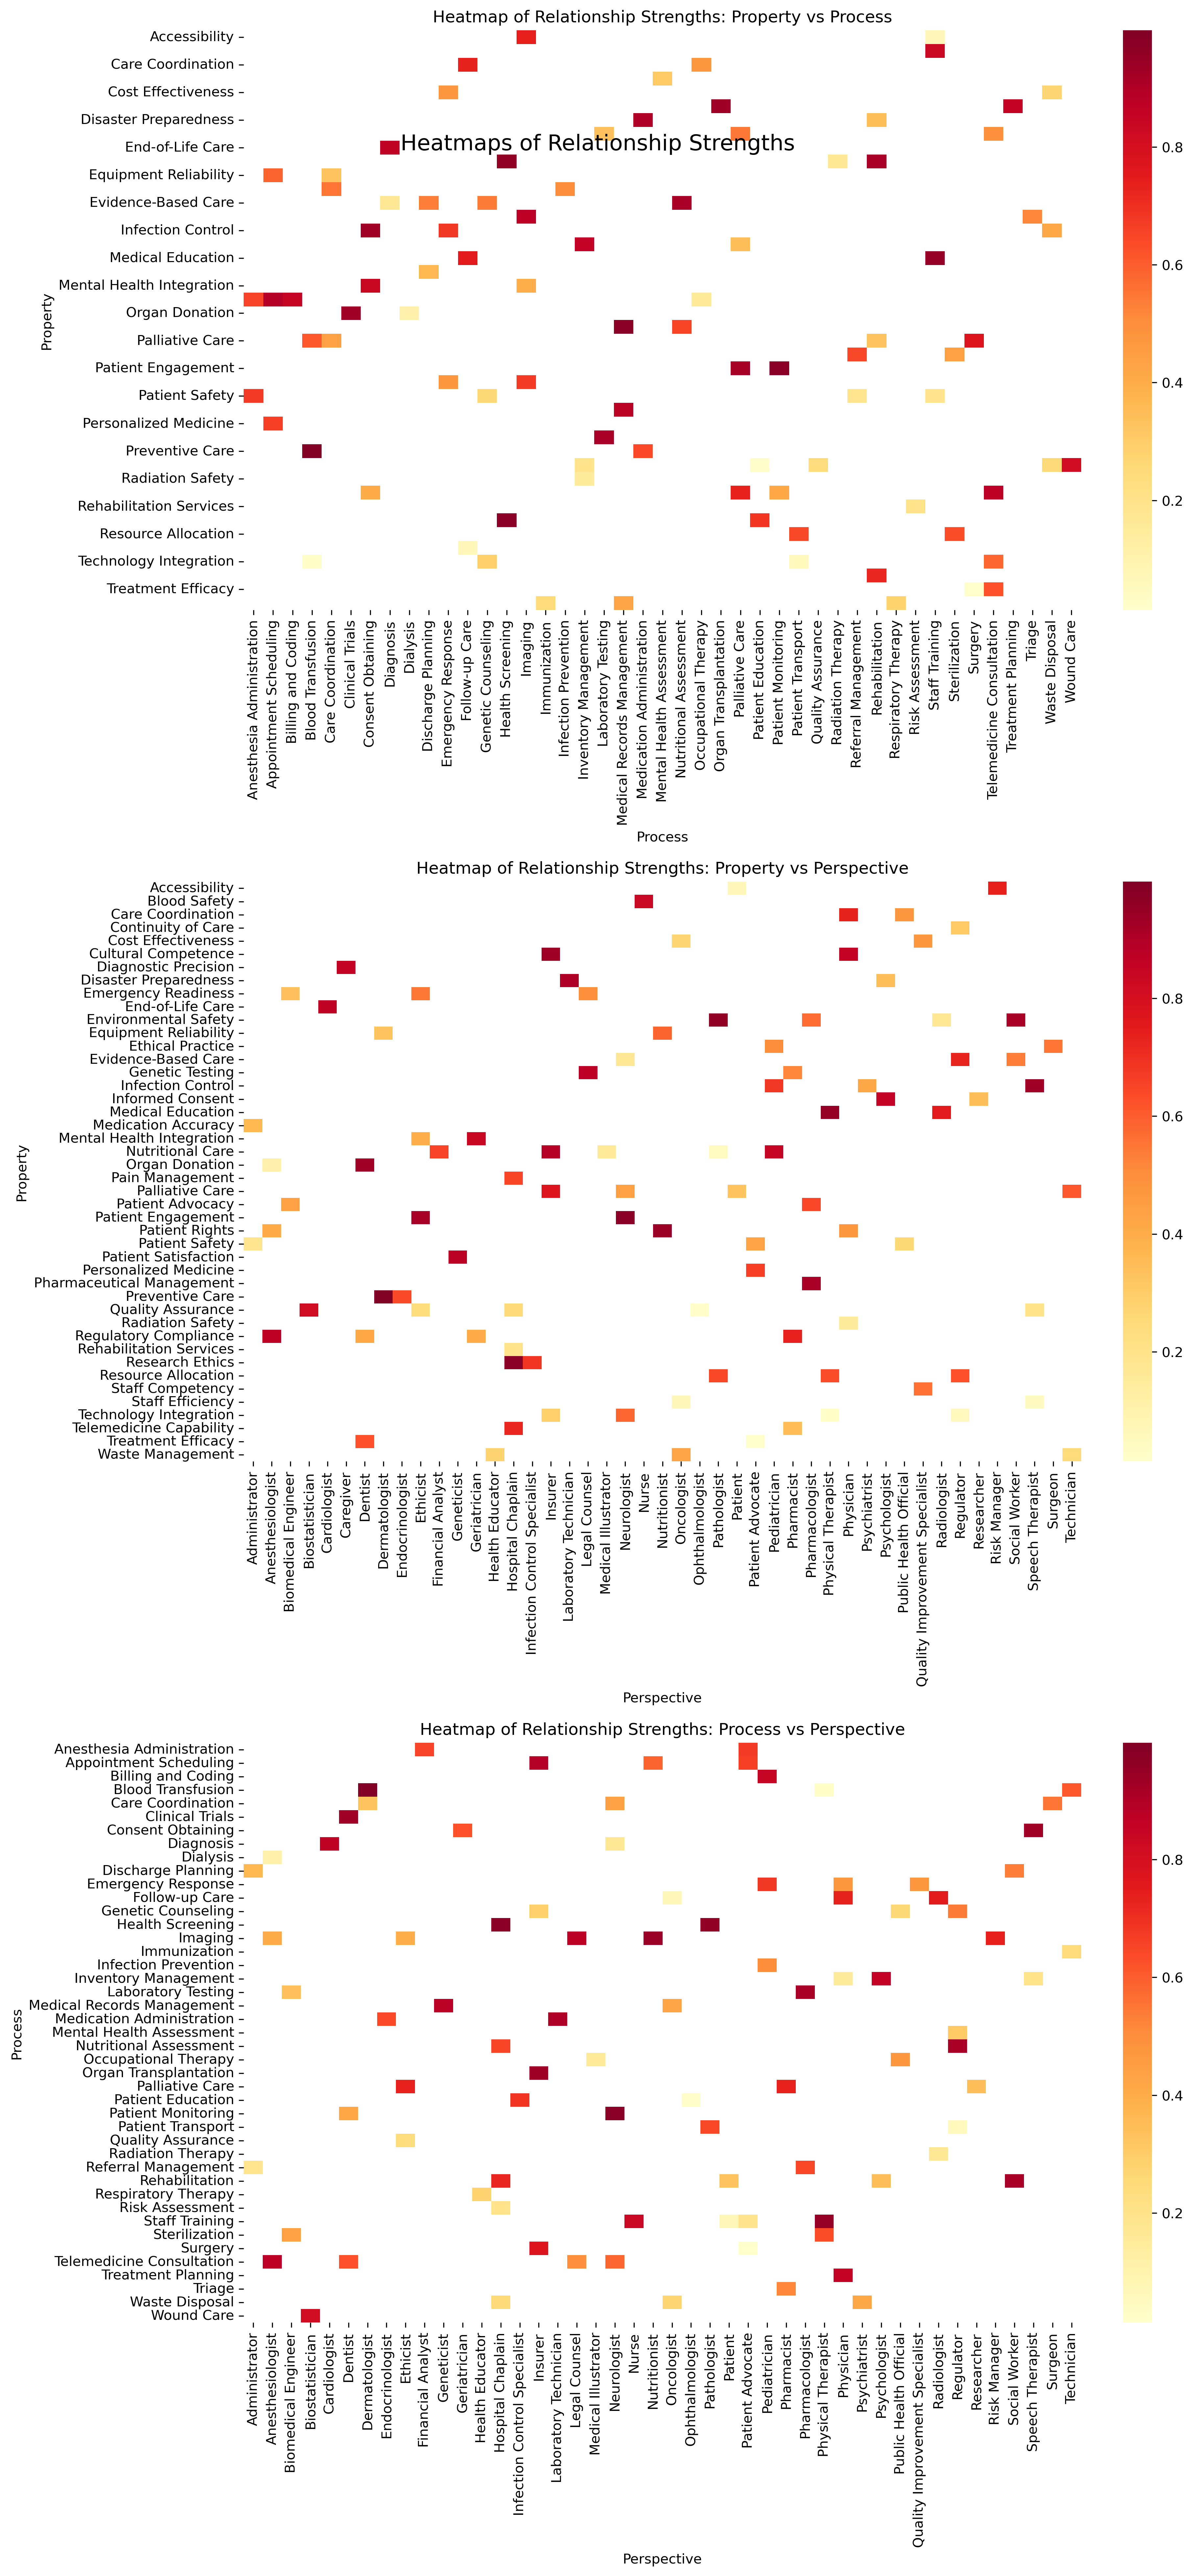 Heatmap of Relationship Strengths: Property vs Process
Heatmaps of Relationship Strengths
Property
Accessibility
Care Coordination
Cost Effectiveness
Disaster Preparedness
End-of-Life Care
Equipment Reliability
Evidence-Based Care
Infection Control
Medical Education
Mental Health Integration
Organ Donation
Palliative Care
Patient Engagement
Patient Safety
Personalized Medicine
Preventive Care
Radiation Safety
Rehabilitation Services
Resource Allocation
Technology Integration
Treatment Efficacy
0.8
0.6
0.4
0.2
Anesthesia Administration
Appointment Scheduling
Billing and Coding
Blood Transfusion
Care Coordination
Clinical Trials
Consent Obtaining
Diagnosis
Dialysis
Discharge Planning
Emergency Response
Follow-up Care
Genetic Counseling
Health Screening
Imaging
Immunization
Infection Prevention
Inventory Management
Laboratory Testing
Medical Records Management
Medication Administration
Mental Health Assessment
Nutritional Assessment
Occupational Therapy
Organ Transplantation
Palliative Care
Patient Education
Patient Monitoring
Patient Transport
Quality Assurance
Radiation Therapy
Referral Management
Rehabilitation
Respiratory Therapy
Risk Assessment
Staff Training
Sterilization
Surgery
Telemedicine Consultation
Treatment Planning
Triage
Waste Disposal
Wound Care
Process
Heatmap of Relationship Strengths: Property vs Perspective
Property
Accessibility
Blood Safety
Care Coordination
Continuity of Care
Cost Effectiveness
Cultural Competence
Diagnostic Precision
Disaster Preparedness
Emergency Readiness
End-of-Life Care
Environmental Safety
Equipment Reliability
Ethical Practice
Evidence-Based Care
Genetic Testing
Infection Control
Informed Consent
Medical Education
Medication Accuracy
Mental Health Integration
Nutritional Care
Organ Donation
Pain Management
Palliative Care
Patient Advocacy
Patient Engagement
Patient Rights
Patient Safety
Patient Satisfaction
Personalized Medicine
Pharmaceutical Management
Preventive Care
Quality Assurance
Radiation Safety
Regulatory Compliance
Rehabilitation Services
Research Ethics
Resource Allocation
Staff Competency
Staff Efficiency
Technology Integration
Telemedicine Capability
Treatment Efficacy
Waste Management
0.8
0.6
0.4
0.2
Administrator
Anesthesiologist
Biomedical Engineer
Biostatistician
Cardiologist
Caregiver
Dentist
Dermatologist
Endocrinologist
Ethicist
Financial Analyst
Geneticist
Geriatrician
Health Educator
Hospital Chaplain
Infection Control Specialist
Insurer
Laboratory Technician
Legal Counsel
Medical Illustrator
Neurologist
Nurse
Nutritionist
Oncologist
Ophthalmologist
Pathologist
Patient
Patient Advocate
Pediatrician
Pharmacist
Pharmacologist
Physical Therapist
Physician
Psychiatrist
Psychologist
Public Health Official
Quality Improvement Specialist
Radiologist
Regulator
Researcher
Risk Manager
Social Worker
Speech Therapist
Surgeon
Technician
Perspective
Heatmap of Relationship Strengths: Process vs Perspective
Process
Anesthesia Administration
Appointment Scheduling
Billing and Coding
Blood Transfusion
Care Coordination
Clinical Trials
Consent Obtaining
Diagnosis
Dialysis
Discharge Planning
Emergency Response
Follow-up Care
Genetic Counseling
Health Screening
Imaging
Immunization
Infection Prevention
Inventory Management
Laboratory Testing
Medical Records Management
Medication Administration
Mental Health Assessment
Nutritional Assessment
Occupational Therapy
Organ Transplantation
Palliative Care
Patient Education
Patient Monitoring
Patient Transport
Quality Assurance
Radiation Therapy
Referral Management
Rehabilitation
Respiratory Therapy
Risk Assessment
Staff Training
Sterilization
Surgery
Telemedicine Consultation
Treatment Planning
Triage
Waste Disposal
Wound Care
0.8
0.6
0.4
0.2
Administrator
Anesthesiologist
Biomedical Engineer
Biostatistician
Cardiologist
Dentist
Dermatologist
Endocrinologist
Ethicist
Financial Analyst
Geneticist
Geriatrician
Health Educator
Hospital Chaplain
Infection Control Specialist
Insurer
Laboratory Technician
Legal Counsel
Medical Illustrator
Neurologist
Nurse
Nutritionist
Oncologist
Ophthalmologist
Pathologist
Patient
Patient Advocate
Pediatrician
Pharmacist
Pharmacologist
Physical Therapist
Physician
Psychiatrist
Psychologist
Public Health Official
Quality Improvement Specialist
Radiologist
Regulator
Researcher
Risk Manager
Social Worker
Speech Therapist
Surgeon
Technician
Perspective